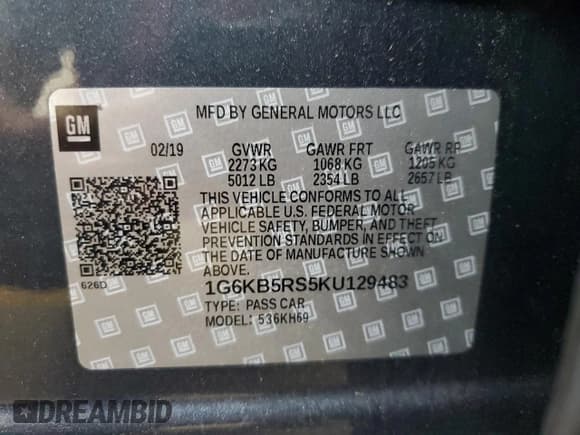 MFD BY GENERAL MOTORS LLC
GM
02/19 GVWR GAWR FRT GAWR RR
2273 KG 1068 KG 1205 KG
5012 LB 2354 LB 2657 LB
THIS VEHICLE CONFORMS TO ALL
APPLICABLE U.S. FEDERAL MOTOR
VEHICLE SAFETY, BUMPER, AND THEFT
PREVENTION STANDARDS IN EFFECT ON
THE DATE OF MANUFACTURE SHOWN
ABOVE.
626D
1G6KB5RS5KU129483
TYPE: PASS CAR
MODEL: 536KH69
DREAMBID